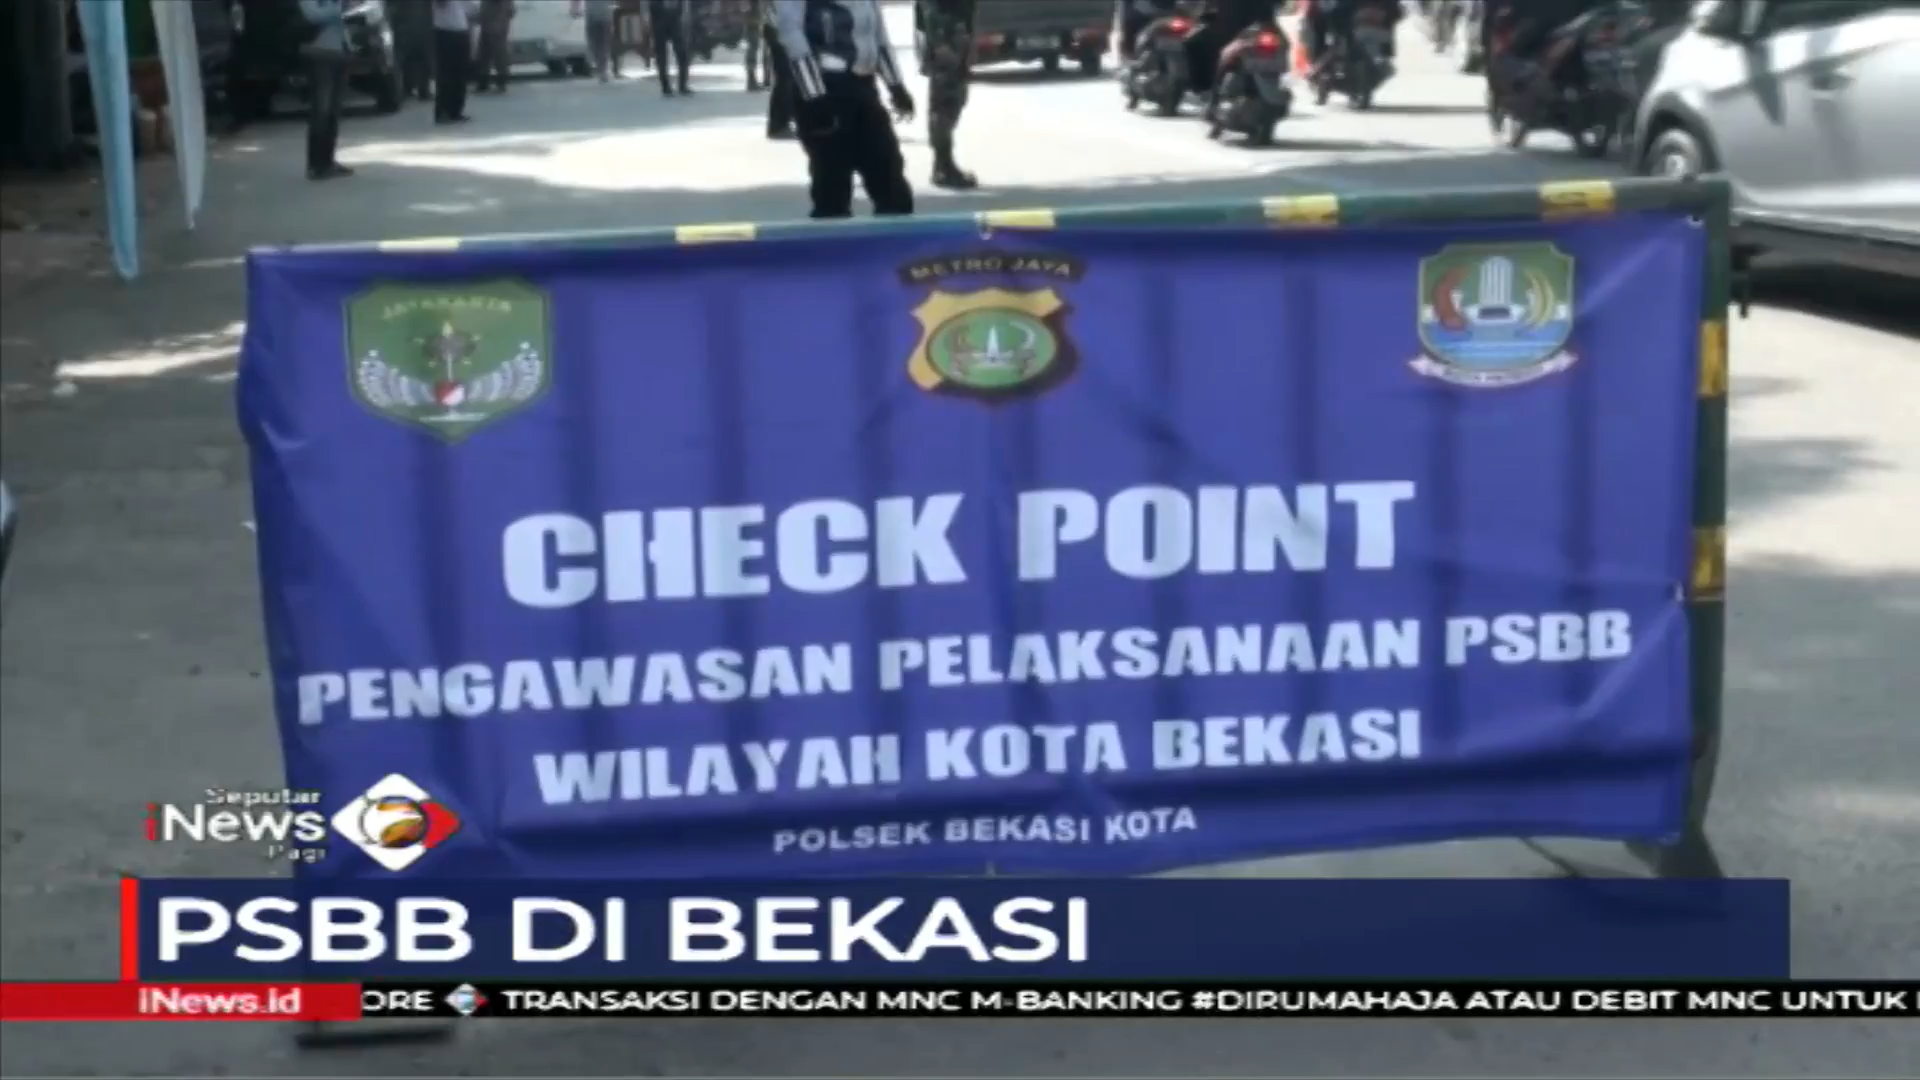 JAYAKARTA
METRO JAYA
CHECK POINT
PENGAWASAN PELAKSANAAN PSBB
WILAYAH KOTA BEKASI
POLSEK BEKASI KOTA
Seputar
iNews
Pagi
PSBB DI BEKASI
iNews.id
ORE TRANSAKSI DENGAN MNC M-BANKING #DIRUMAHAJA ATAU DEBIT MNC UNTUK